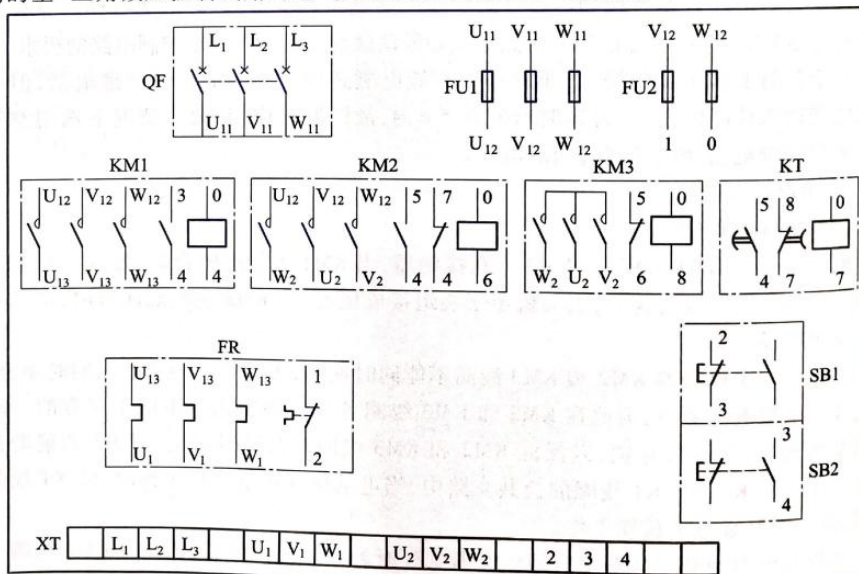 QF
L₁ L₂ L₃
U₁₁ V₁₁ W₁₁
U₁₁ V₁₁ W₁₁
FU1
U₁₂ V₁₂ W₁₂
V₁₂ W₁₂
FU2
1 0
KM1
U₁₂ V₁₂ W₁₂ 3 0
U₁₃ V₁₃ W₁₃ 4 4
KM2
U₁₂ V₁₂ W₁₂ 5 7 0
W₂ U₂ V₂ 4 4 6
KM3
5 0
W₂ U₂ V₂ 6 8
KT
5 8 0
4 7 7
FR
U₁₃ V₁₃ W₁₃ 1
U₁ V₁ W₁ 2
2
SB1
3
3
SB2
4
XT L₁ L₂ L₃ U₁ V₁ W₁ U₂ V₂ W₂ 2 3 4